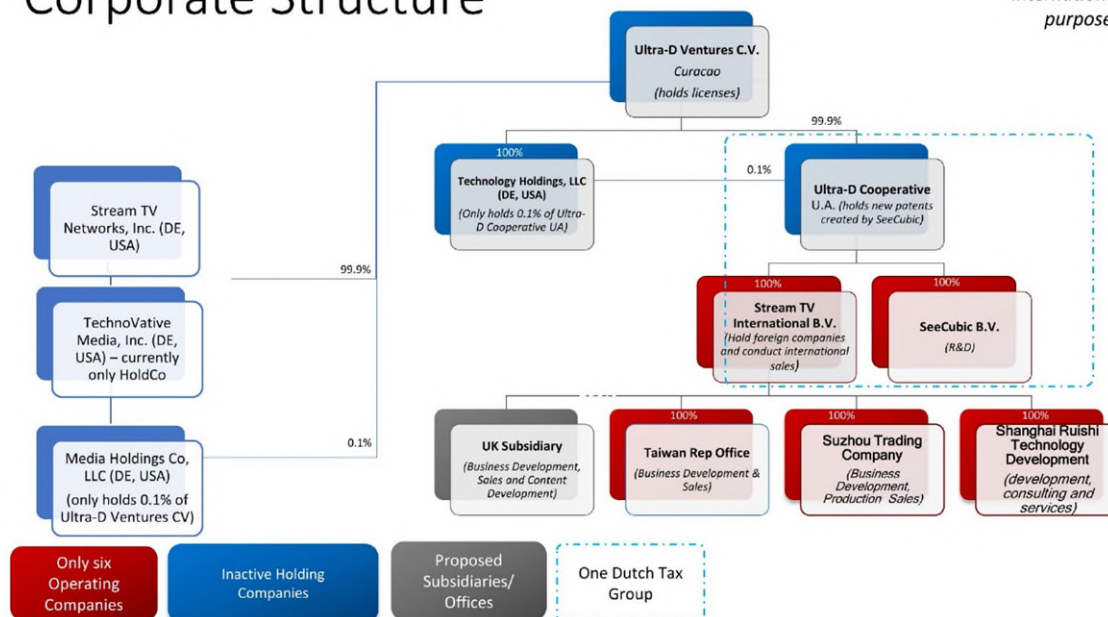 Corporate Structure
purpose
Ultra-D Ventures C.V.
Curacao
(holds licenses)
99.9%
100%
Technology Holdings, LLC
(DE, USA)
(Only holds 0.1% of Ultra-
D Cooperative UA)
0.1%
Ultra-D Cooperative
U.A. (holds new patents
created by SeeCubic)
Stream TV
Networks, Inc. (DE,
USA)
99.9%
TechnoVative
Media, Inc. (DE,
USA) – currently
only HoldCo
100%
Stream TV
International B.V.
(Hold foreign companies
and conduct international
sales)
100%
SeeCubic B.V.
(R&D)
0.1%
Media Holdings Co,
LLC (DE, USA)
(only holds 0.1% of
Ultra-D Ventures CV)
UK Subsidiary
(Business Development,
Sales and Content
Development)
100%
Taiwan Rep Office
(Business Development &
Sales)
100%
Suzhou Trading
Company
(Business
Development,
Production Sales)
100%
Shanghai Ruishi
Technology
Development
(development,
consulting and
services)
Only six
Operating
Companies
Inactive Holding
Companies
Proposed
Subsidiaries/
Offices
One Dutch Tax
Group